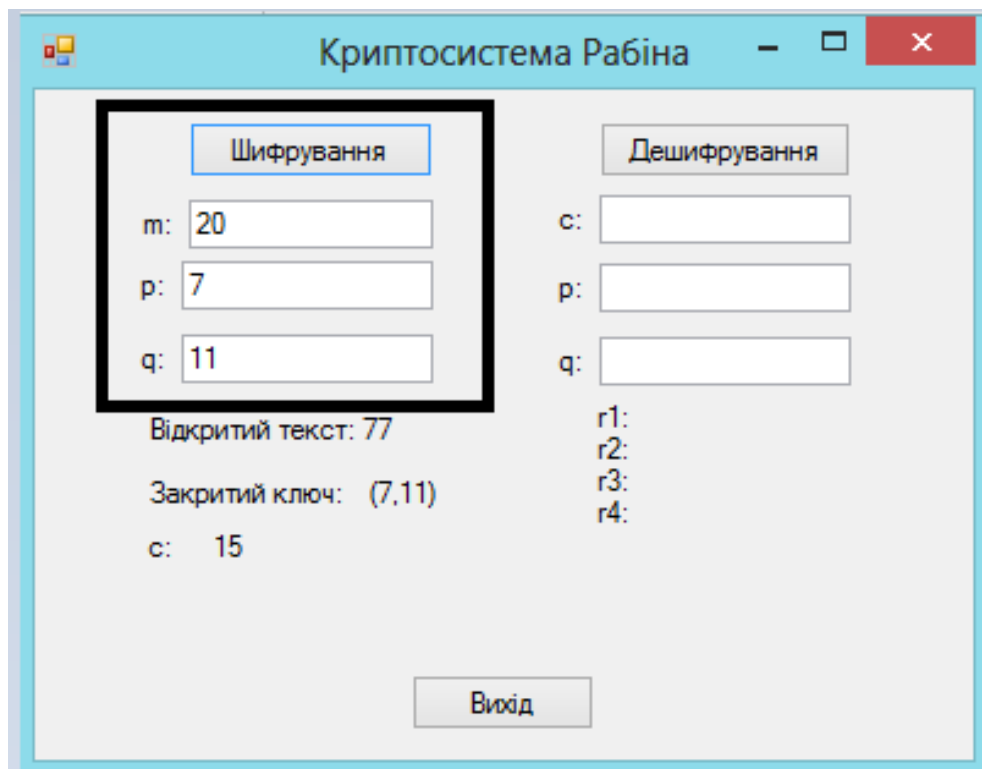 Криптосистема Рабіна
Шифрування
m: 20
p: 7
q: 11
Відкритий текст: 77
Закритий ключ: (7,11)
c: 15
Дешифрування
c:
p:
q:
r1:
r2:
r3:
r4:
Вихід